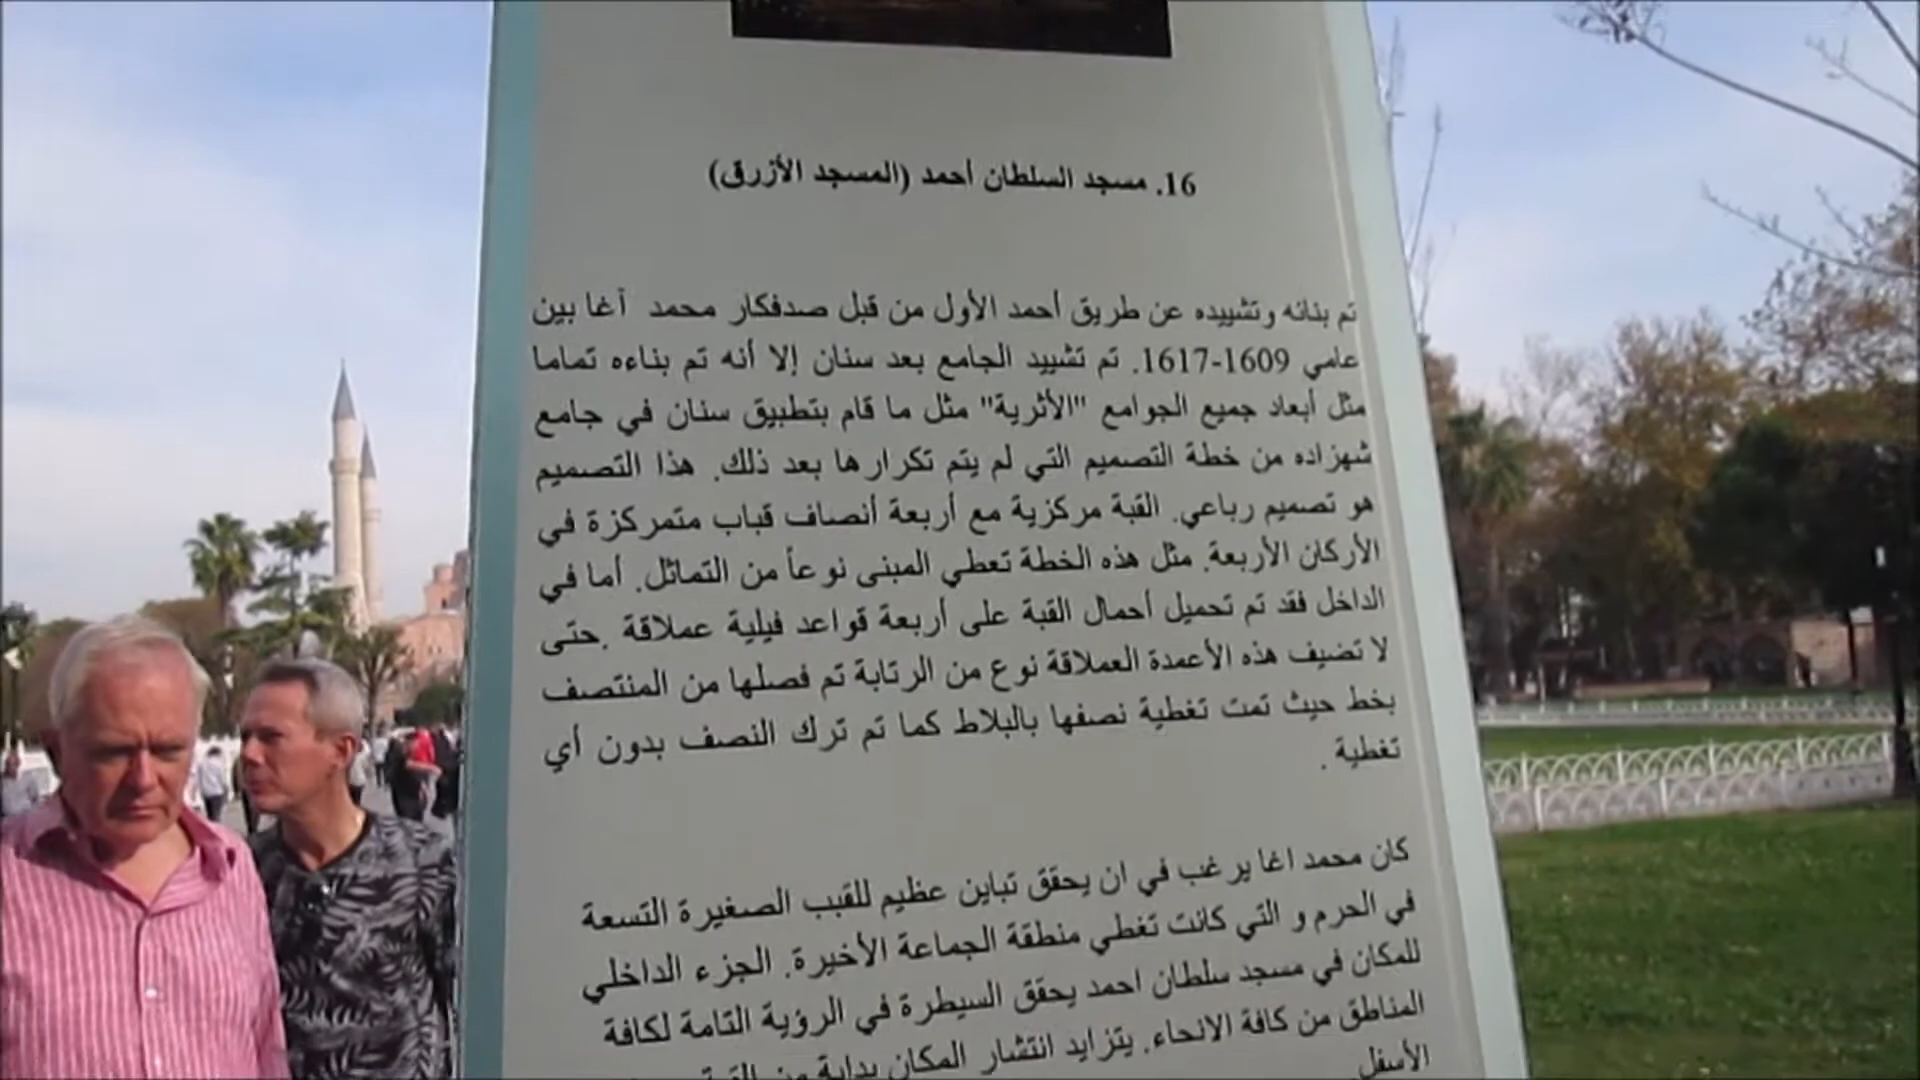 16. مسجد السلطان أحمد (المسجد الأزرق)
تم بنائه وتشييده عن طريق أحمد الأول من قبل صدفكار محمد آغا بين
عامي 1609-1617. تم تشييد الجامع بعد سنان إلا أنه تم بناءه تماما
مثل أبعاد جميع الجوامع "الأثرية" مثل ما قام بتطبيق سنان في جامع
شهزاده من خطة التصميم التي لم يتم تكرارها بعد ذلك. هذا التصميم
هو تصميم رباعي. القبة مركزية مع أربعة أنصاف قباب متمركزة في
الأركان الأربعة. مثل هذه الخطة تعطي المبنى نوعاً من التماثل. أما في
الداخل فقد تم تحميل أحمال القبة على أربعة قواعد فيلية عملاقة .حتى
لا تضيف هذه الأعمدة العملاقة نوع من الرتابة تم فصلها من المنتصف
بخط حيث تمت تغطية نصفها بالبلاط كما تم ترك النصف بدون أي
تغطية .
كان محمد اغا يرغب في ان يحقق تباين عظيم للقبب الصغيرة التسعة
في الحرم و التي كانت تغطي منطقة الجماعة الأخيرة. الجزء الداخلي
للمكان في مسجد سلطان احمد يحقق السيطرة في الرؤية التامة لكافة
المناطق من كافة الانحاء. يتزايد انتشار المكان بداية من
الأسفل